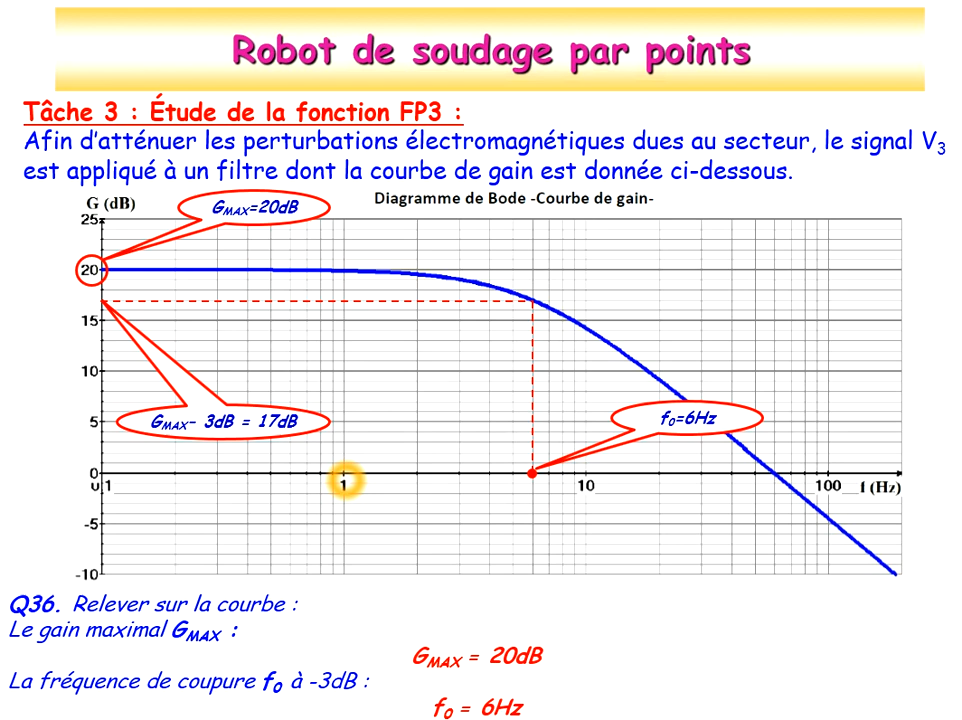 Robot de soudage par points
Tâche 3 : Étude de la fonction FP3 :
Afin d’atténuer les perturbations électromagnétiques dues au secteur, le signal V3
est appliqué à un filtre dont la courbe de gain est donnée ci-dessous.
G (dB)
GMAX=20dB
Diagramme de Bode -Courbe de gain-
25
20
15
10
5
GMAX– 3dB = 17dB
f0=6Hz
0
0,1
1
10
100
f (Hz)
-5
-10
Q36. Relever sur la courbe :
Le gain maximal GMAX :
GMAX = 20dB
La fréquence de coupure f0 à -3dB :
f0 = 6Hz